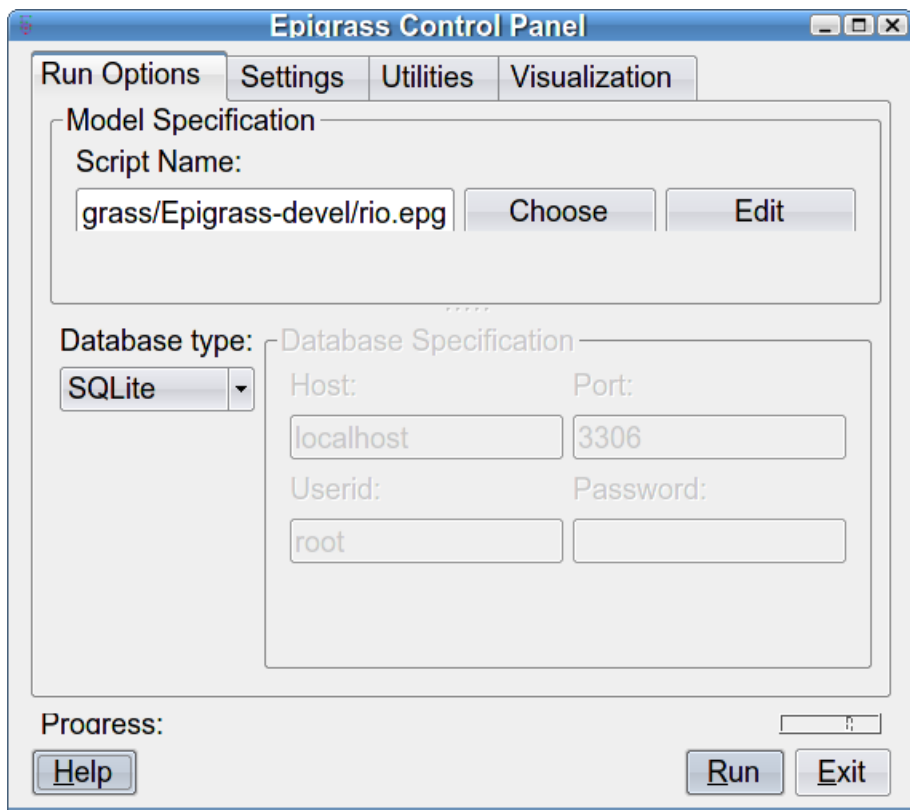 Epigrass Control Panel
Run Options Settings Utilities Visualization
Model Specification
Script Name:
grass/Epigrass-devel/rio.epg Choose Edit
Database type: Database Specification
SQLite Host: Port:
localhost 3306
Userid: Password:
root
Progress:
Help Run Exit